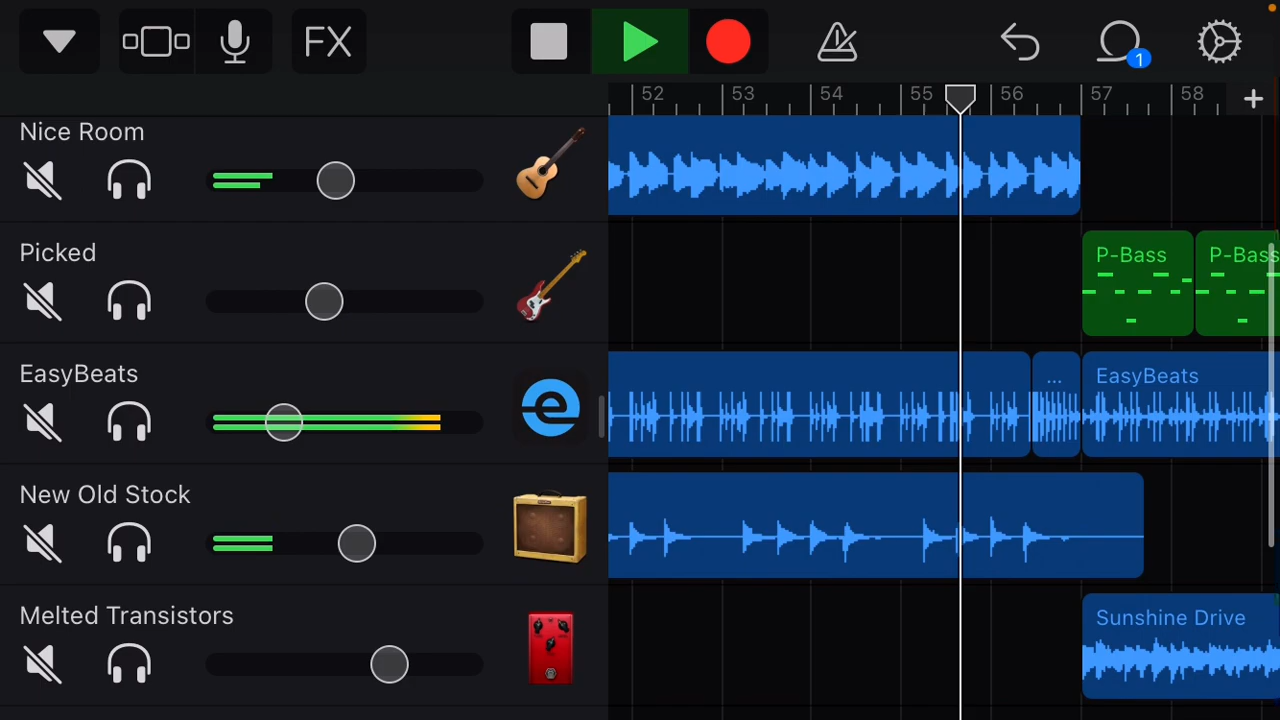 FX
1
52 53 54 55 56 57 58
Nice Room
Picked
P-Bass P-Bass
EasyBeats
... EasyBeats
New Old Stock
Melted Transistors
Sunshine Drive